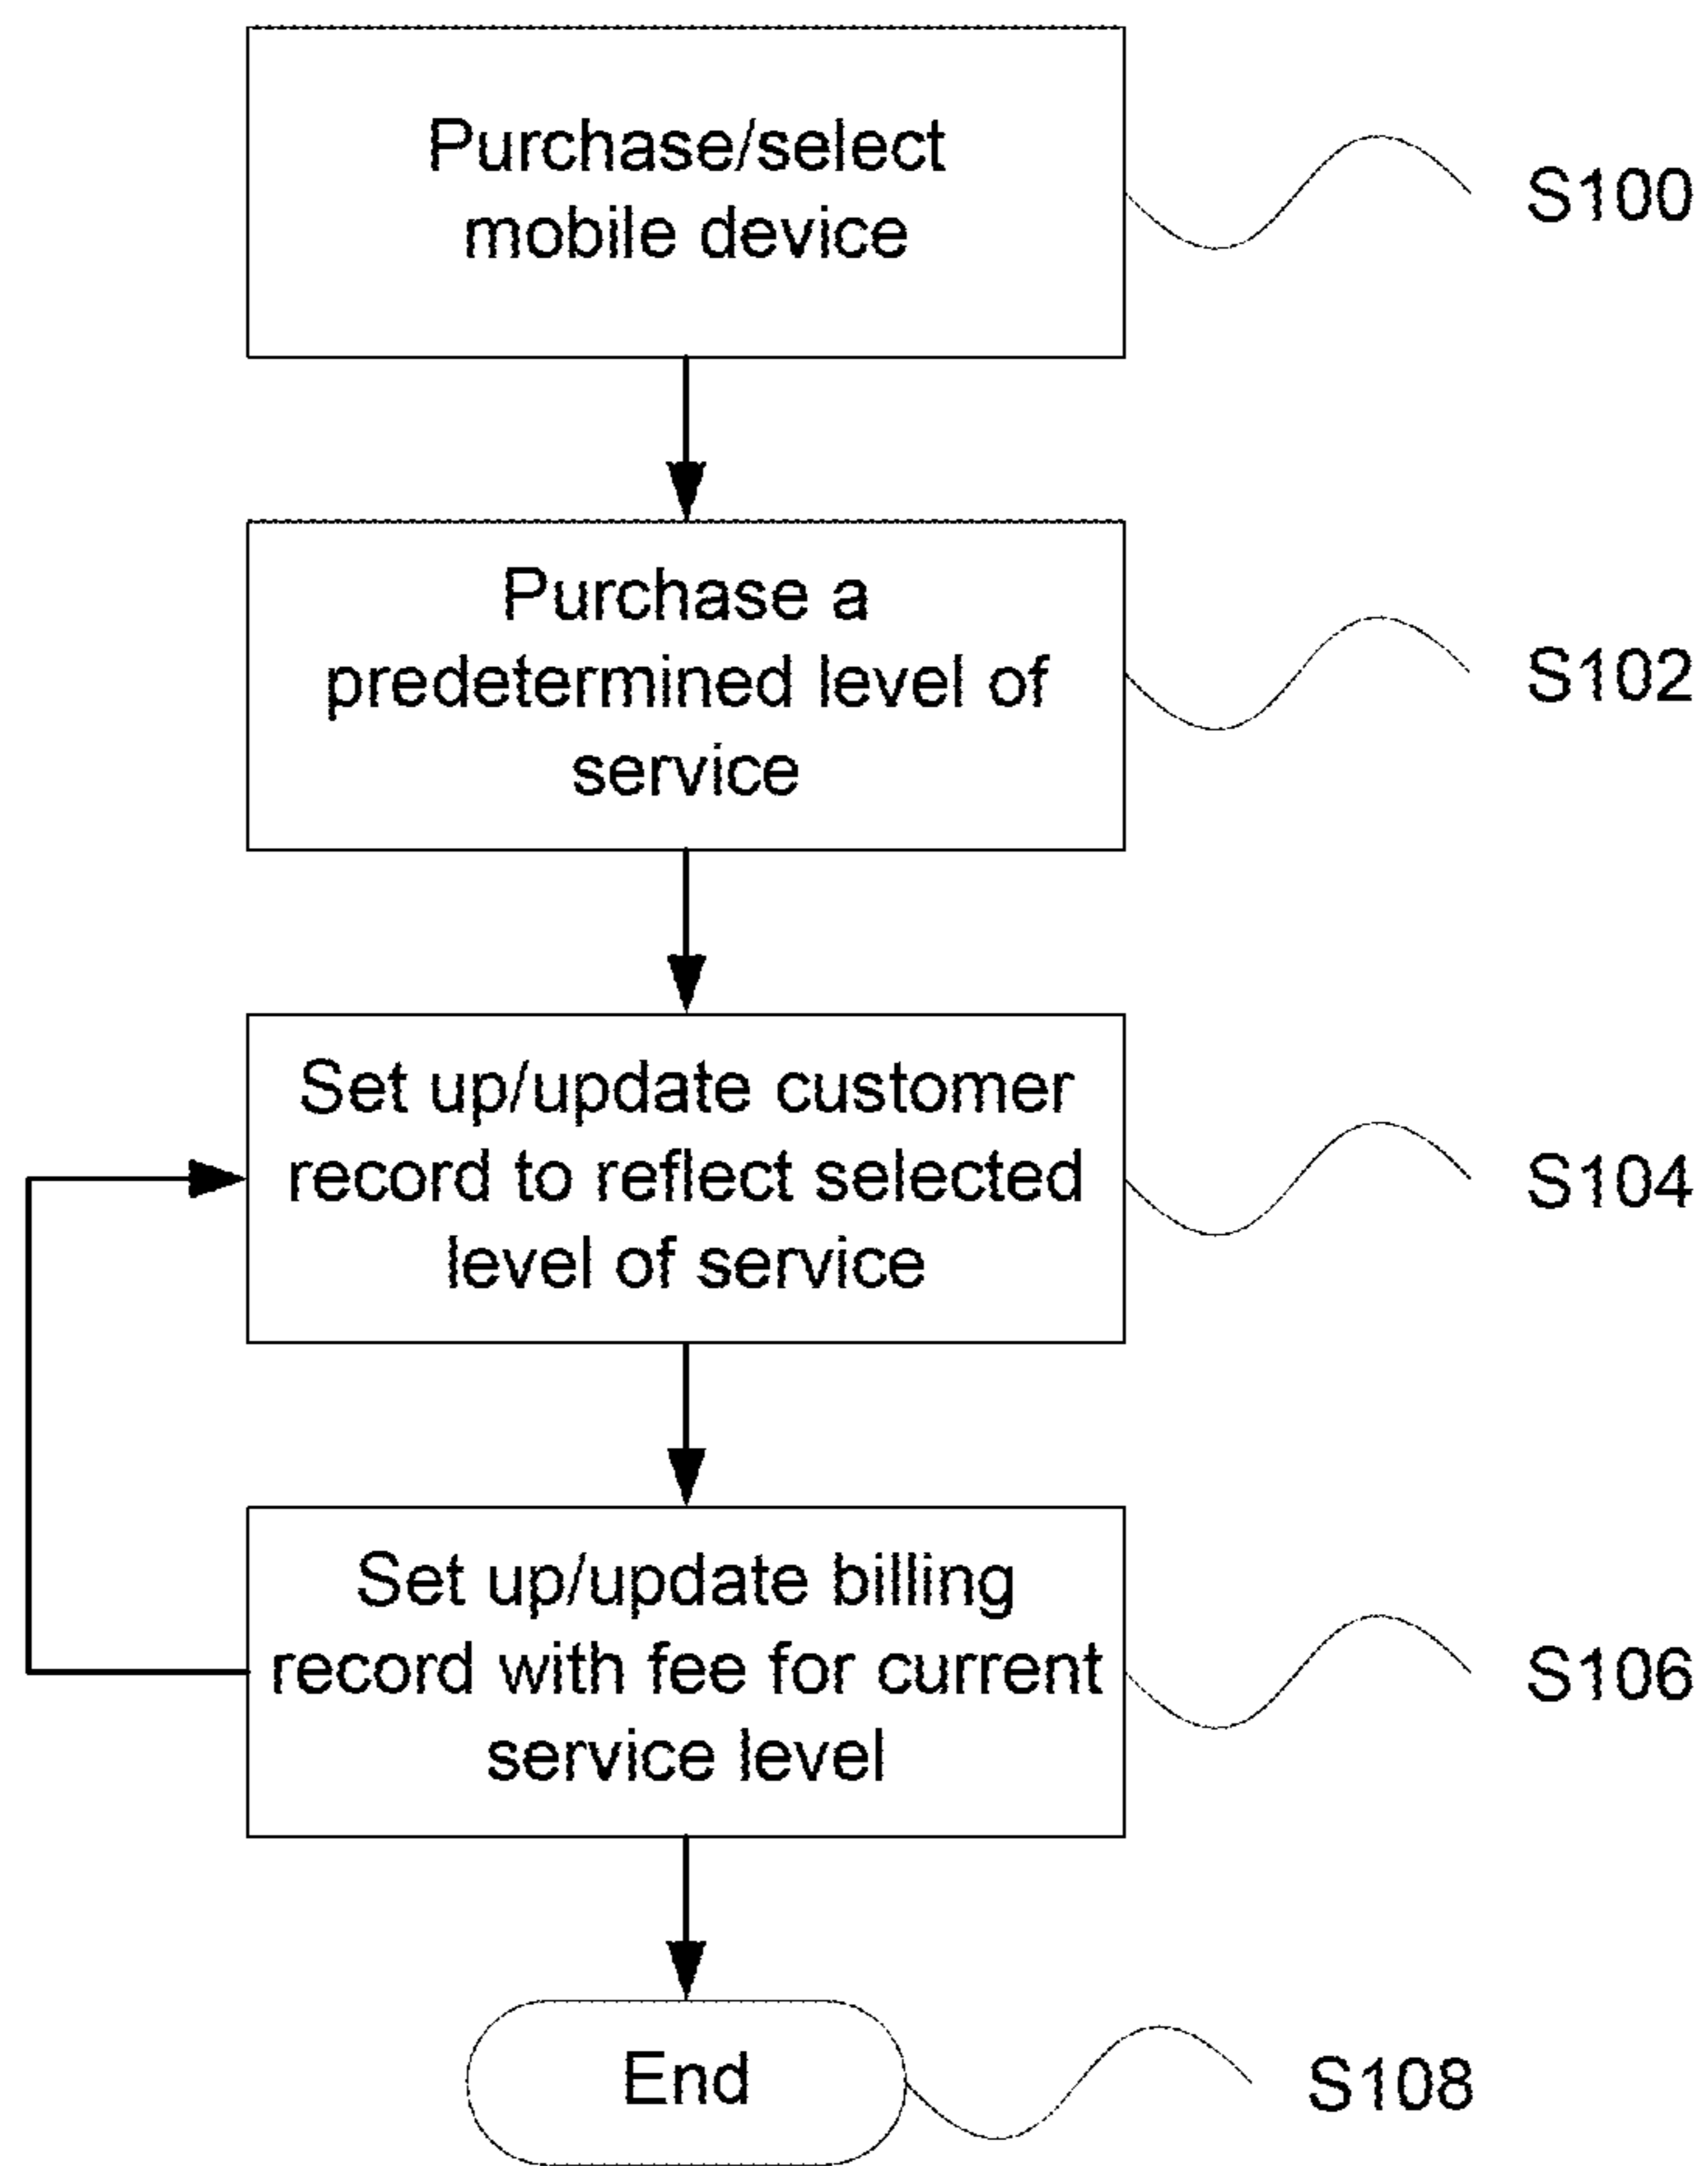 Purchase/select
mobile device
S100
Purchase a
predetermined level of
service
S102
Set up/update customer
record to reflect selected
level of service
S104
Set up/update billing
record with fee for current
service level
S106
End
S108